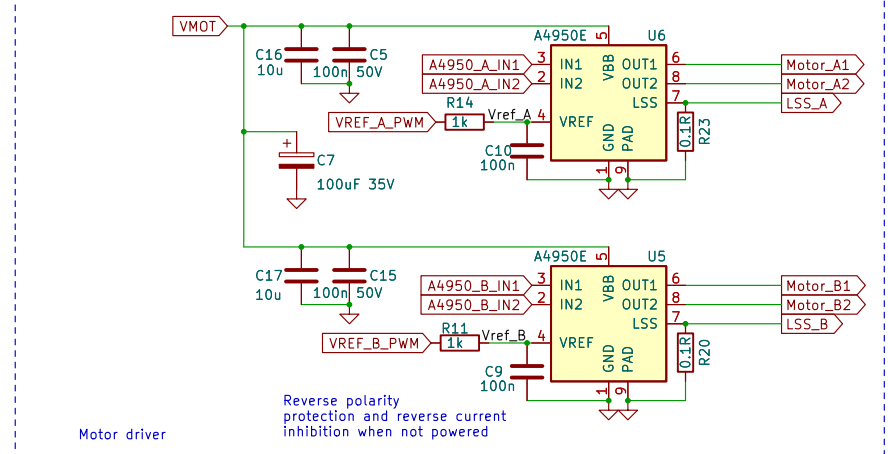 VMOT
C16
10u
C5
100n 50V
A4950E
U6
A4950_A_IN1
A4950_A_IN2
3
2
IN1
IN2
5
VBB
OUT1
OUT2
LSS
6
8
7
Motor_A1
Motor_A2
LSS_A
R14
1k
VREF_A_PWM
Vref_A
4
VREF
C10
100n
GND
PAD
1
9
0.1R
R23
+
C7
100uF 35V
C17
10u
C15
100n 50V
A4950E
U5
A4950_B_IN1
A4950_B_IN2
3
2
IN1
IN2
5
VBB
OUT1
OUT2
LSS
6
8
7
Motor_B1
Motor_B2
LSS_B
R11
1k
VREF_B_PWM
Vref_B
4
VREF
C9
100n
GND
PAD
1
9
0.1R
R20
Reverse polarity
protection and reverse current
inhibition when not powered
Motor driver